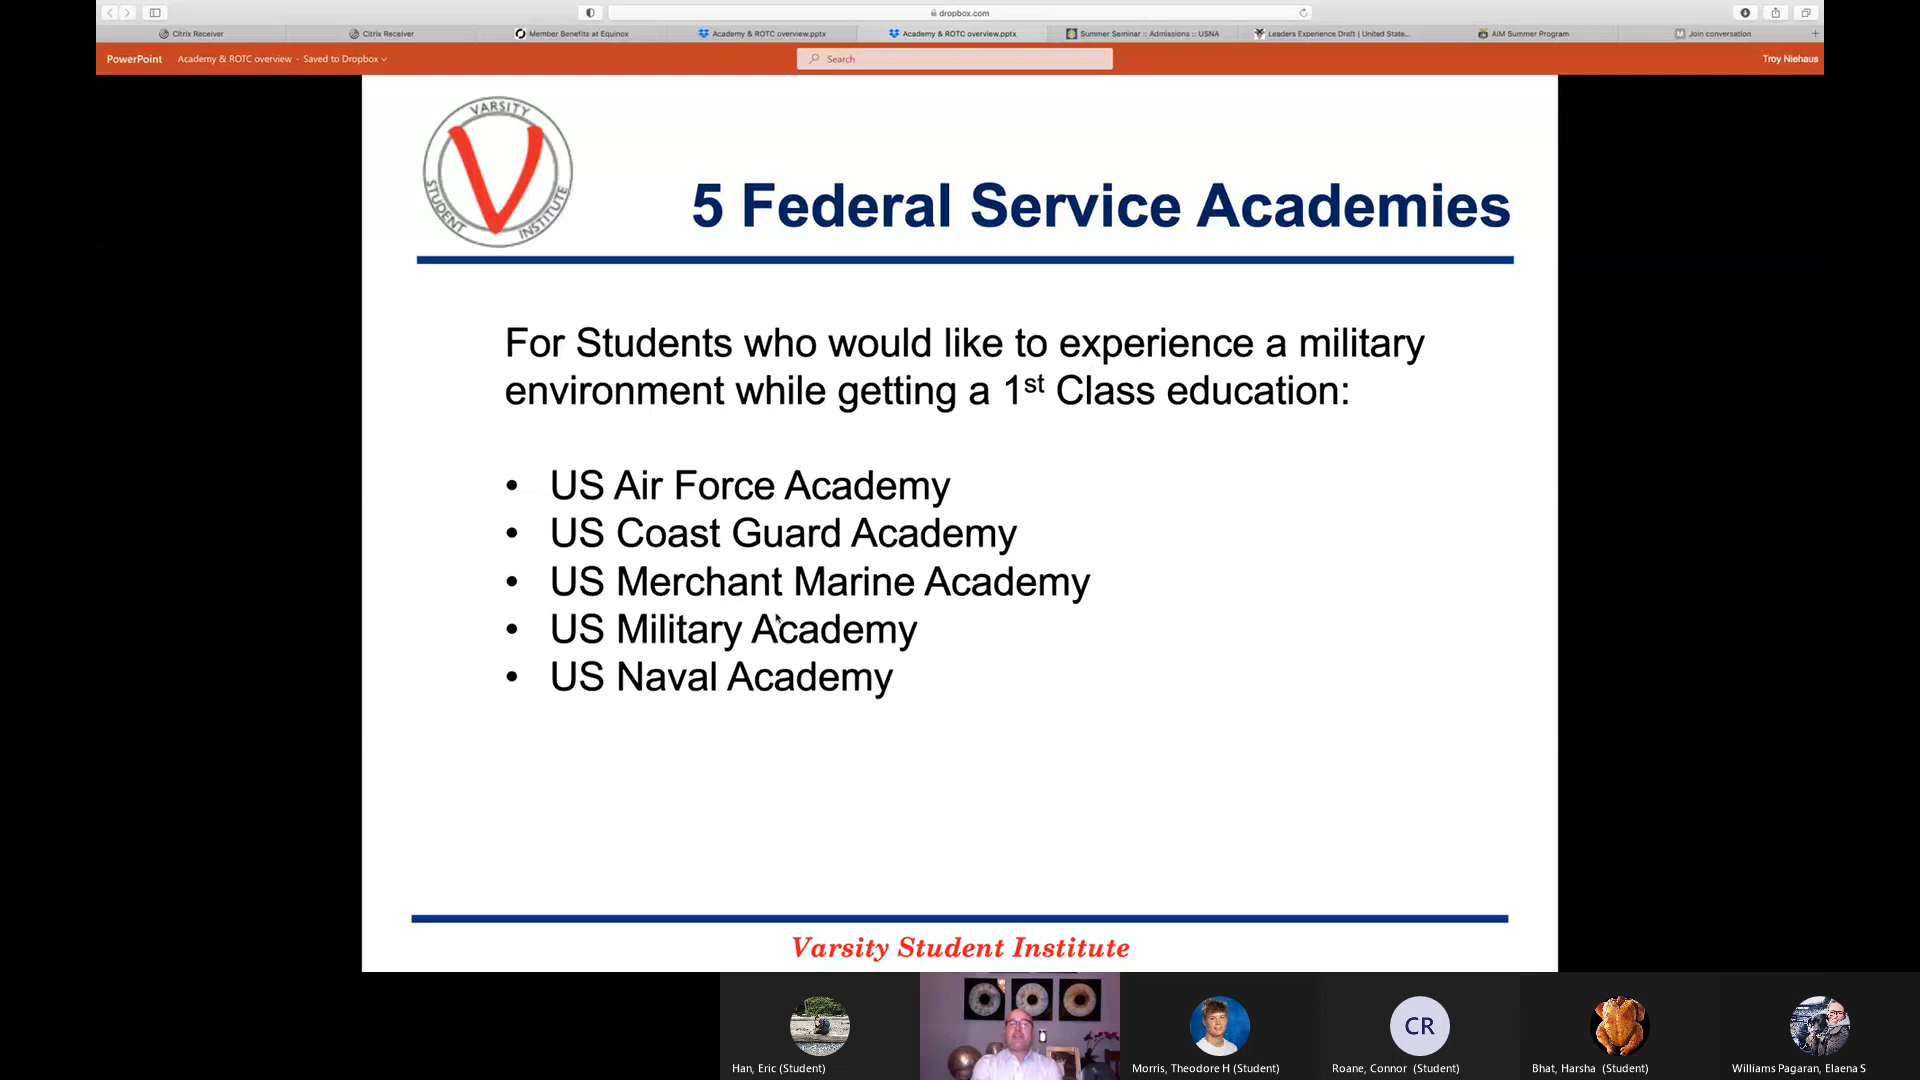 dropbox.com
Citrix Receiver
Citrix Receiver
Member Benefits at Equinox
Academy & ROTC overview.pptx
Academy & ROTC overview.pptx
Summer Seminar :: Admissions :: USNA
Leaders Experience Draft | United State...
AIM Summer Program
M Join conversation
PowerPoint
Academy & ROTC overview - Saved to Dropbox
Search
Troy Niehaus
VARSITY
V
STUDENT INSTITUTE
5 Federal Service Academies
For Students who would like to experience a military
environment while getting a 1st Class education:
• US Air Force Academy
• US Coast Guard Academy
• US Merchant Marine Academy
• US Military Academy
• US Naval Academy
Varsity Student Institute
CR
Han, Eric (Student)
Morris, Theodore H (Student)
Roane, Connor (Student)
Bhat, Harsha (Student)
Williams Pagaran, Elaena S